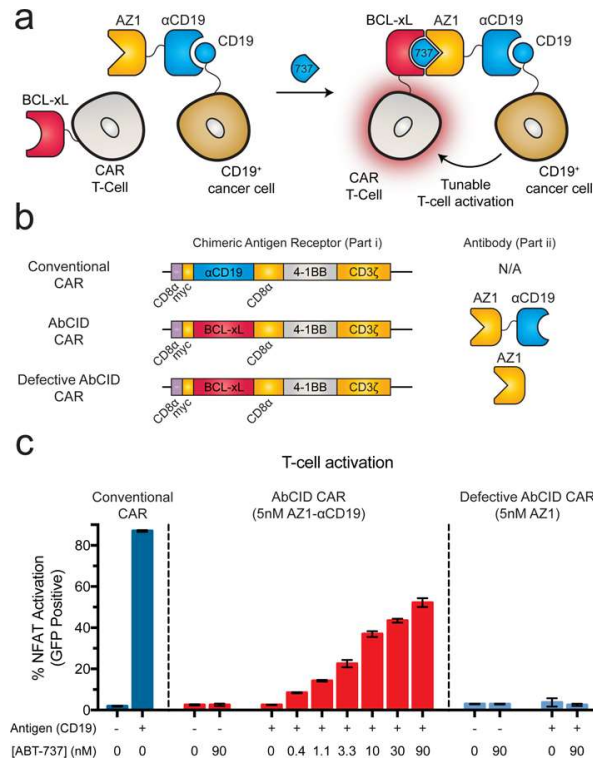 a
AZ1 αCD19
CD19
BCL-xL
CAR
T-Cell
CD19⁺
cancer cell
737
BCL-xL AZ1 αCD19
737
CD19
CAR
T-Cell
Tunable
T-cell activation
CD19⁺
cancer cell
b
Chimeric Antigen Receptor (Part i)
Antibody (Part ii)
Conventional
CAR
αCD19 4-1BB CD3ζ
CD8α myc CD8α
N/A
AbCID
CAR
BCL-xL 4-1BB CD3ζ
CD8α myc CD8α
AZ1 αCD19
Defective AbCID
CAR
BCL-xL 4-1BB CD3ζ
CD8α myc CD8α
AZ1
c
T-cell activation
Conventional
CAR
AbCID CAR
(5nM AZ1-αCD19)
Defective AbCID CAR
(5nM AZ1)
% NFAT Activation
(GFP Positive)
80
60
40
20
0
Antigen (CD19) - + - - + + + + + + + - - + +
[ABT-737] (nM) 0 0 0 90 0 0.4 1.1 3.3 10 30 90 0 90 0 90